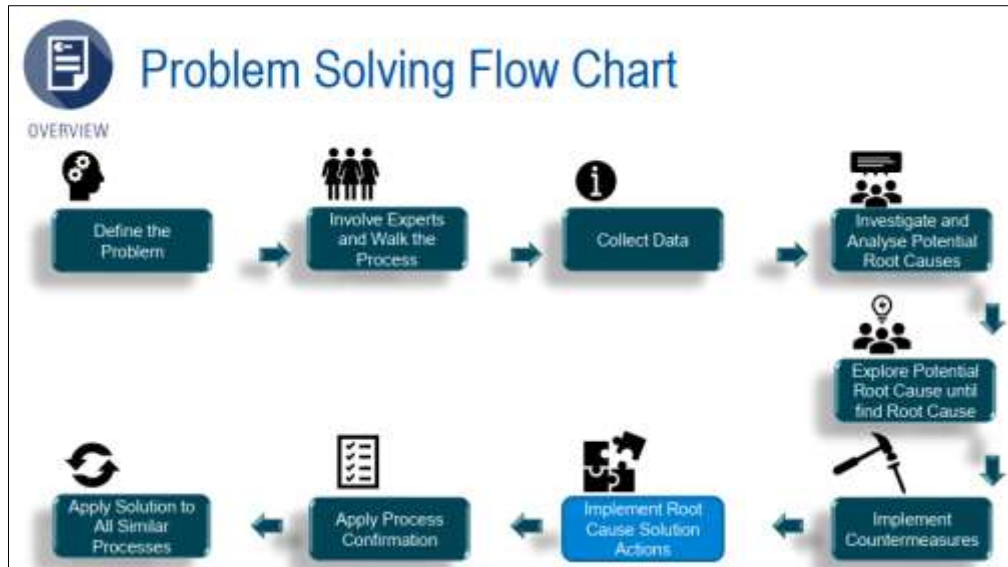 Problem Solving Flow Chart
OVERVIEW
Define the
Problem
Involve Experts
and Walk the
Process
Collect Data
Investigate and
Analyse Potential
Root Causes
Explore Potential
Root Cause until
find Root Cause
Implement
Countermeasures
Implement Root
Cause Solution
Actions
Apply Process
Confirmation
Apply Solution to
All Similar
Processes